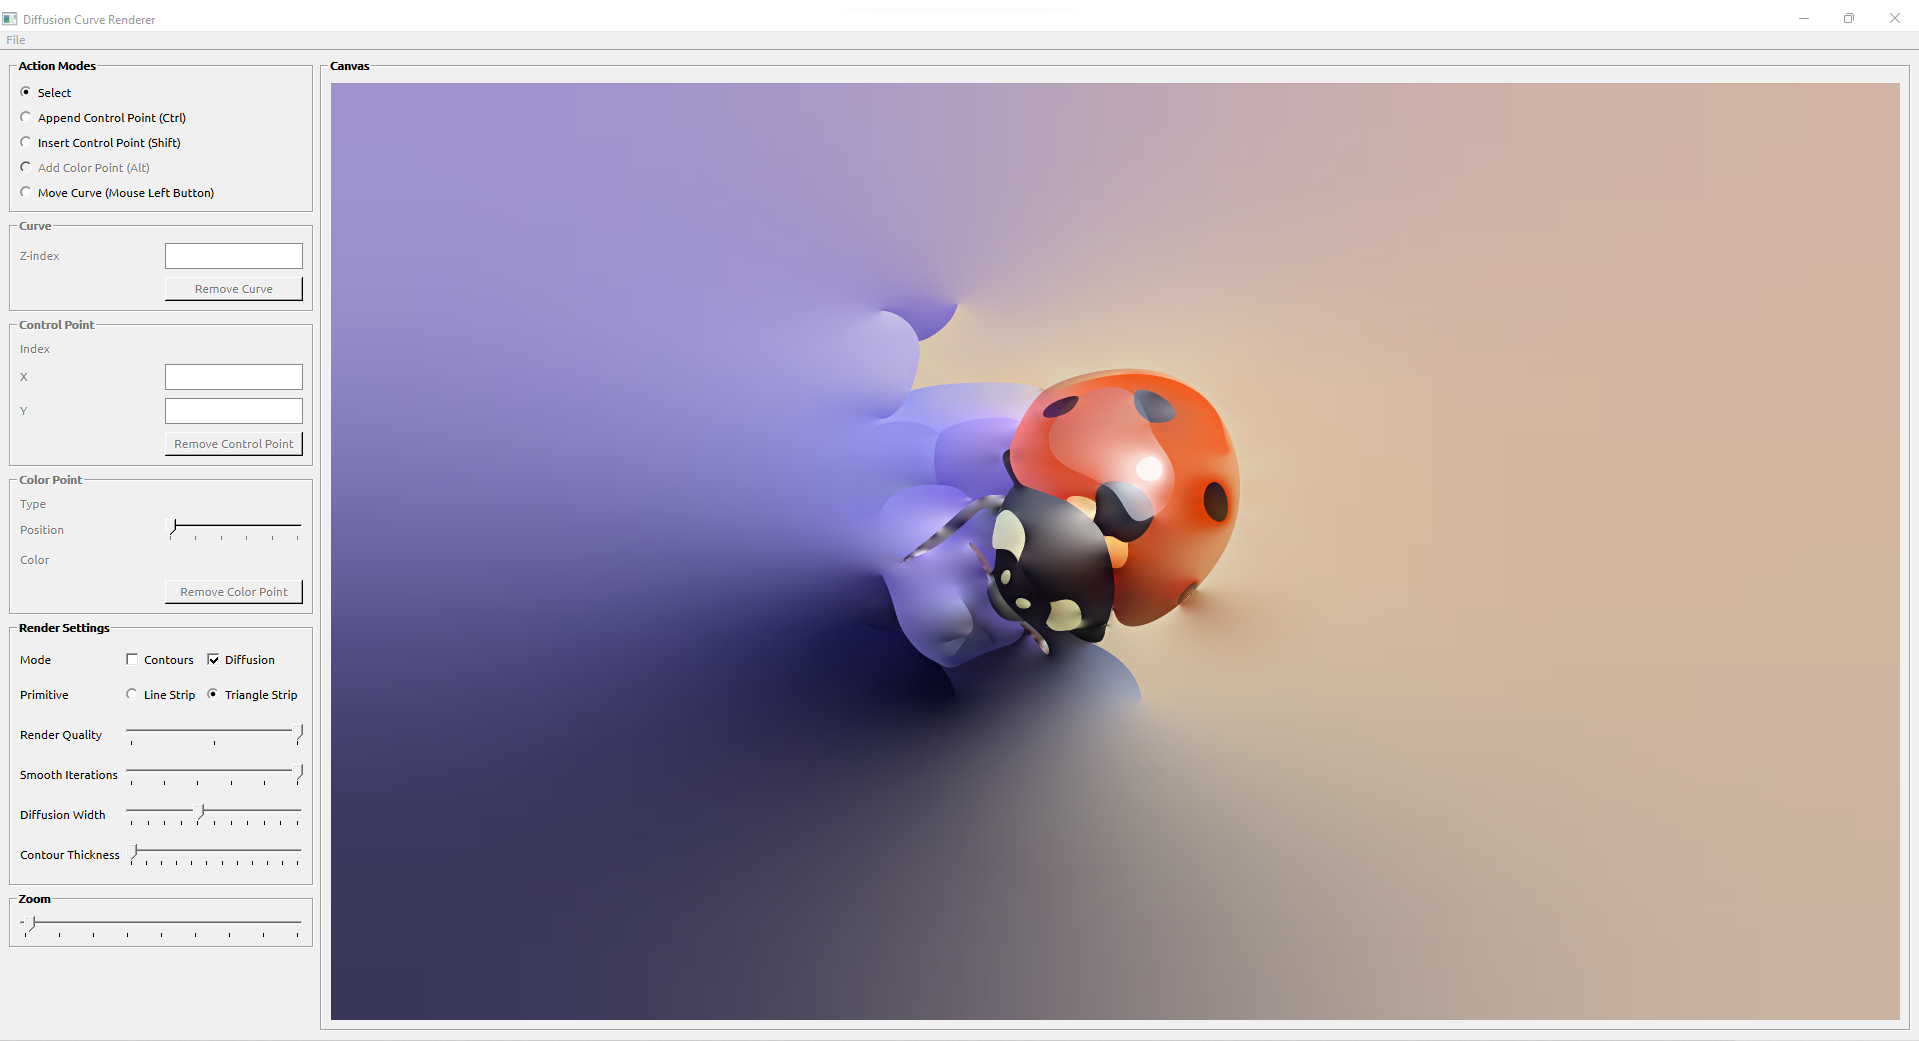 Diffusion Curve Renderer
File
Action Modes
Select
Append Control Point (Ctrl)
Insert Control Point (Shift)
Add Color Point (Alt)
Move Curve (Mouse Left Button)
Curve
Z-index
Remove Curve
Control Point
Index
X
Y
Remove Control Point
Color Point
Type
Position
Color
Remove Color Point
Render Settings
Mode Contours Diffusion
Primitive Line Strip Triangle Strip
Render Quality
Smooth Iterations
Diffusion Width
Contour Thickness
Zoom
Canvas